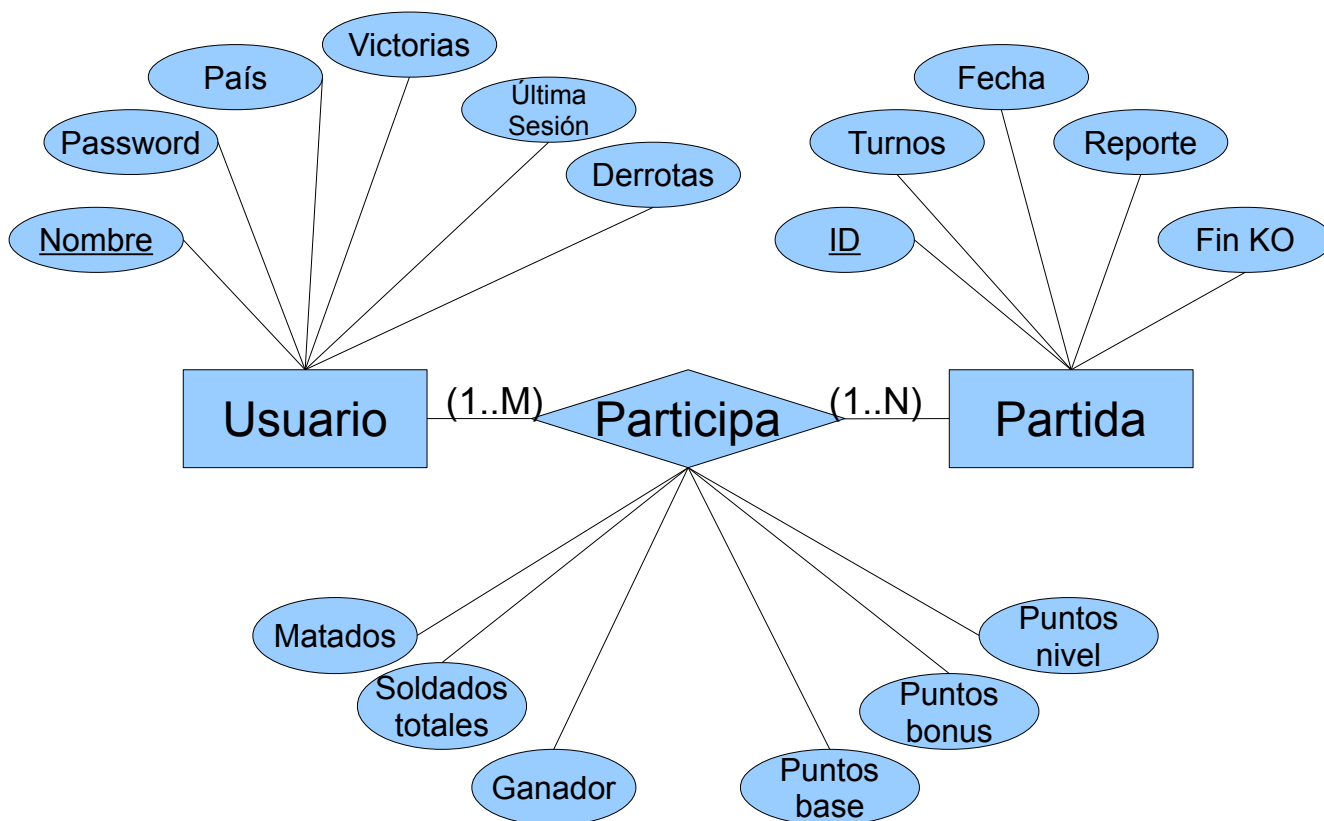 Victorias
País
Última
Sesión
Password
Derrotas
Nombre
Fecha
Turnos
Reporte
ID
Fin KO
Usuario
(1..M)
Participa
(1..N)
Partida
Matados
Soldados
totales
Ganador
Puntos
base
Puntos
bonus
Puntos
nivel